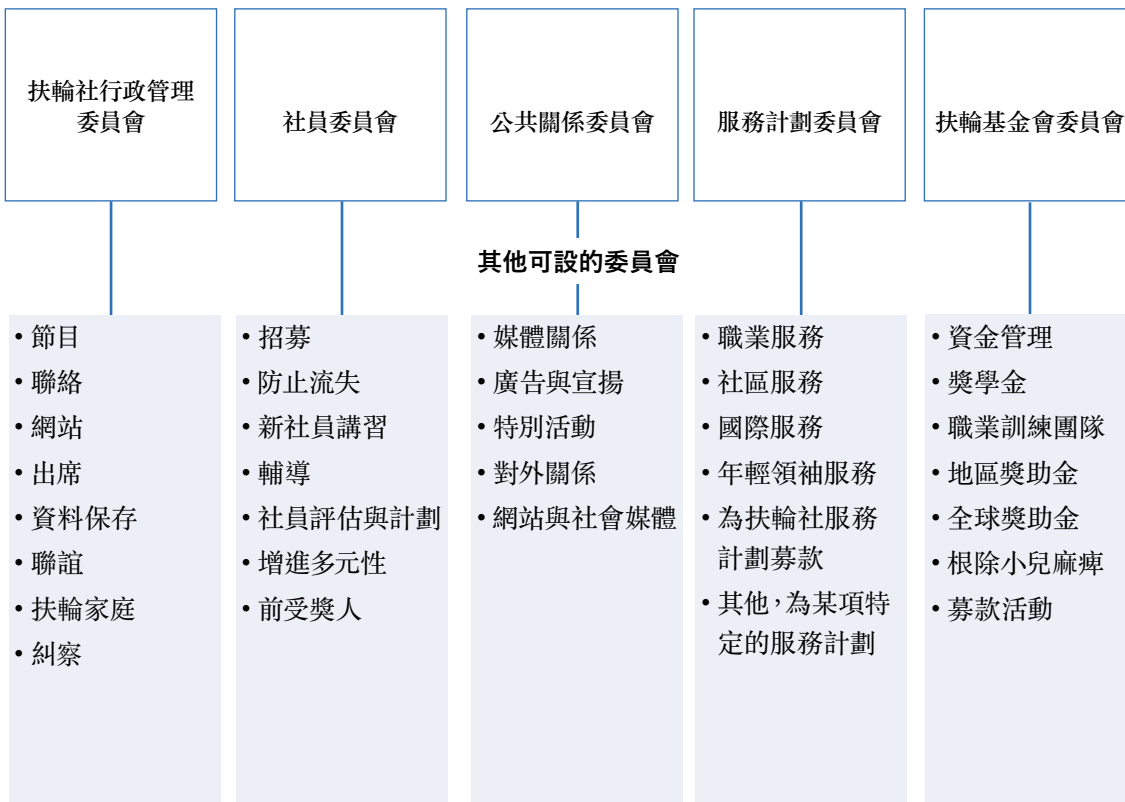 扶輪社行政管理
委員會
社員委員會
公共關係委員會
服務計劃委員會
扶輪基金會委員會
其他可設的委員會
• 節目
• 聯絡
• 網站
• 出席
• 資料保存
• 聯誼
• 扶輪家庭
• 糾察
• 招募
• 防止流失
• 新社員講習
• 輔導
• 社員評估與計劃
• 增進多元性
• 前受獎人
• 媒體關係
• 廣告與宣揚
• 特別活動
• 對外關係
• 網站與社會媒體
• 職業服務
• 社區服務
• 國際服務
• 年輕領袖服務
• 為扶輪社服務
計劃募款
• 其他，為某項特
定的服務計劃
• 資金管理
• 獎學金
• 職業訓練團隊
• 地區獎助金
• 全球獎助金
• 根除小兒麻痺
• 募款活動